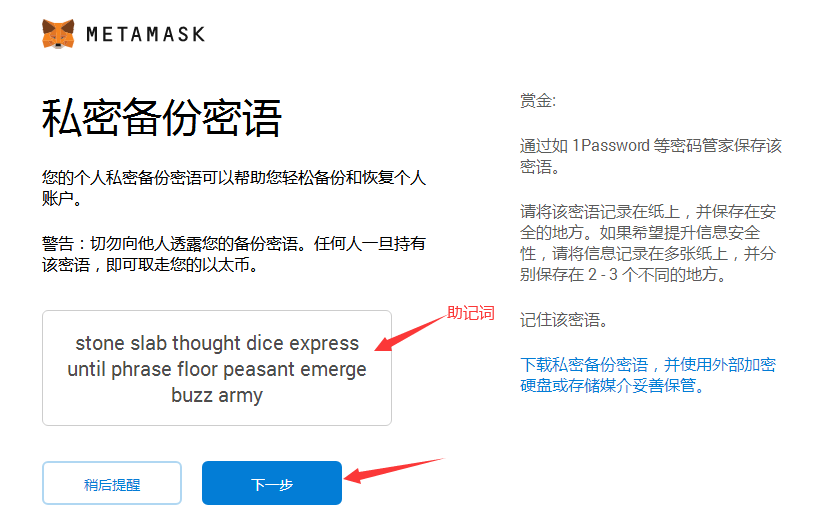 METAMASK
私密备份密语
您的个人私密备份密语可以帮助您轻松备份和恢复个人
账户。
警告：切勿向他人透露您的备份密语。任何人一旦持有
该密语，即可取走您的以太币。
stone slab thought dice express
until phrase floor peasant emerge
buzz army
助记词
稍后提醒
下一步
赏金:
通过如 1Password 等密码管家保存该
密语。
请将该密语记录在纸上，并保存在安
全的地方。如果希望提升信息安全
性，请将信息记录在多张纸上，并分
别保存在 2 - 3 个不同的地方。
记住该密语。
下载私密备份密语，并使用外部加密
硬盘或存储媒介妥善保管。